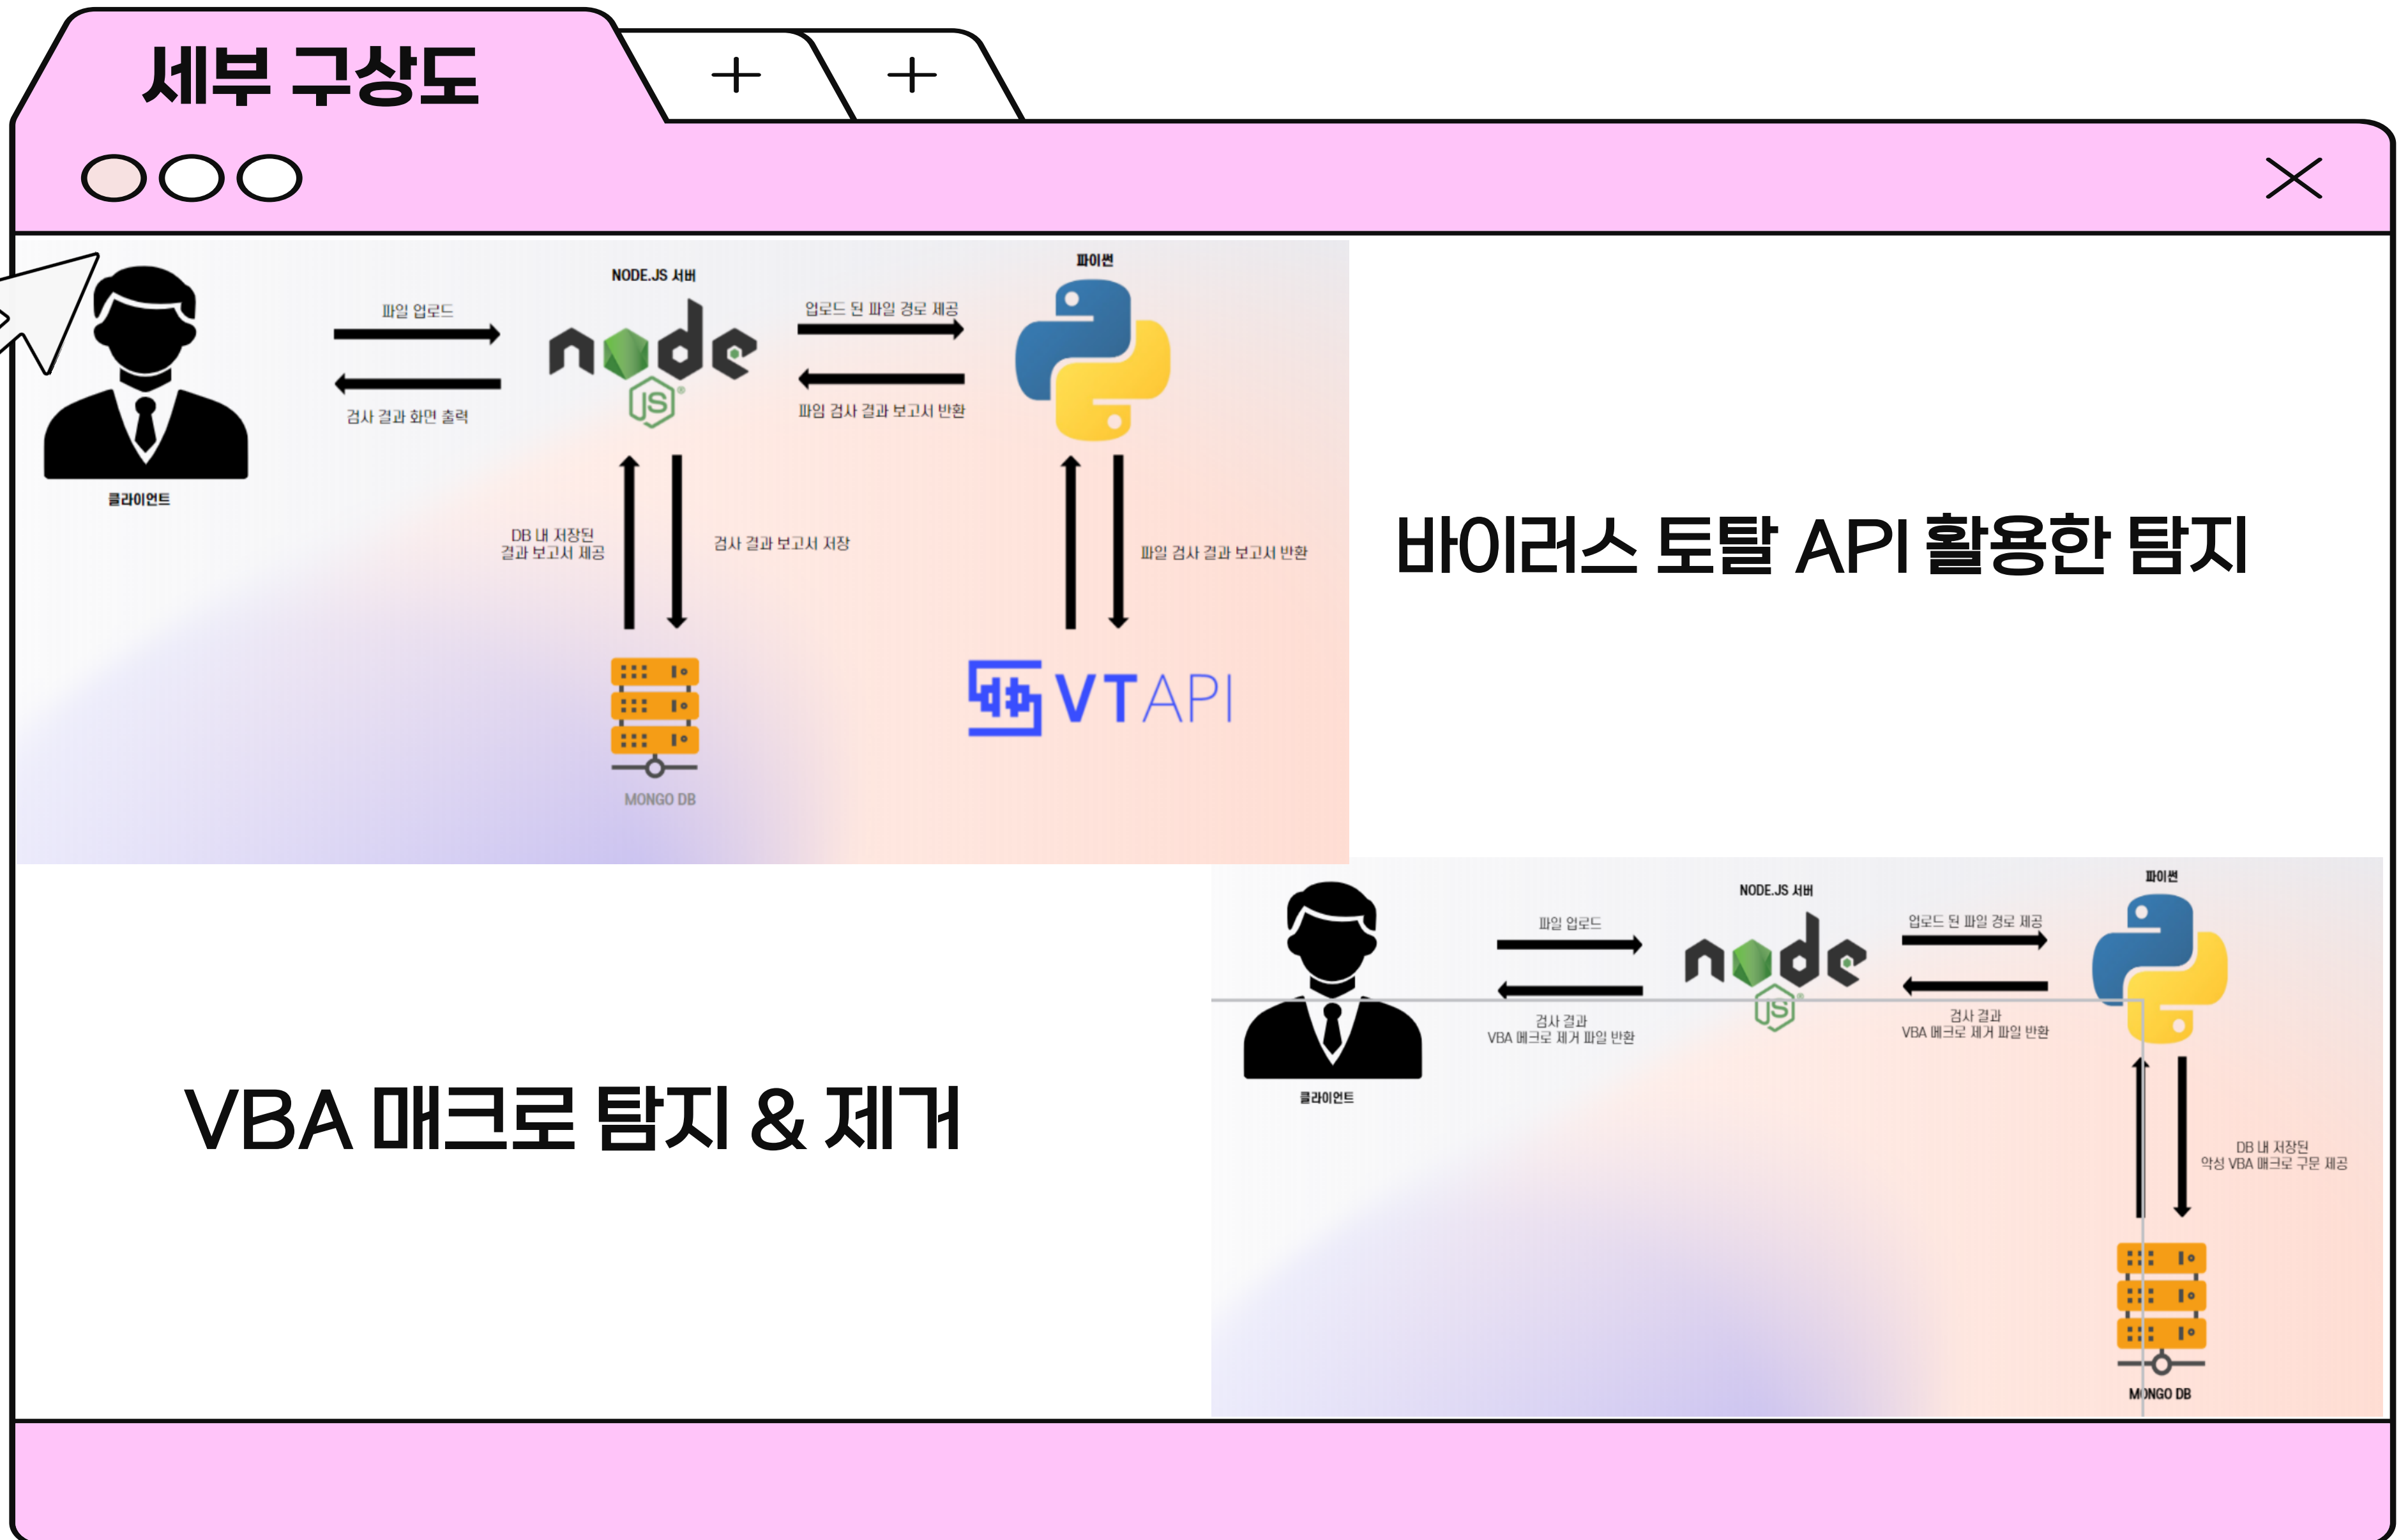 세부 구상도
파이썬
NODE.JS 서버
파일 업로드
업로드 된 파일 경로 제공
node
JS
검사 결과 화면 출력
파임 검사 결과 보고서 반환
클라이언트
DB 내 저장된
결과 보고서 제공
검사 결과 보고서 저장
파일 검사 결과 보고서 반환
VTAPI
MONGO DB
바이러스 토탈 API 활용한 탐지
VBA 매크로 탐지 & 제거
파이썬
NODE.JS 서버
파일 업로드
업로드 된 파일 경로 제공
node
JS
검사 결과
VBA 메크로 제거 파일 반환
검사 결과
VBA 메크로 제거 파일 반환
클라이언트
DB 내 저장된
악성 VBA 매크로 구문 제공
MONGO DB